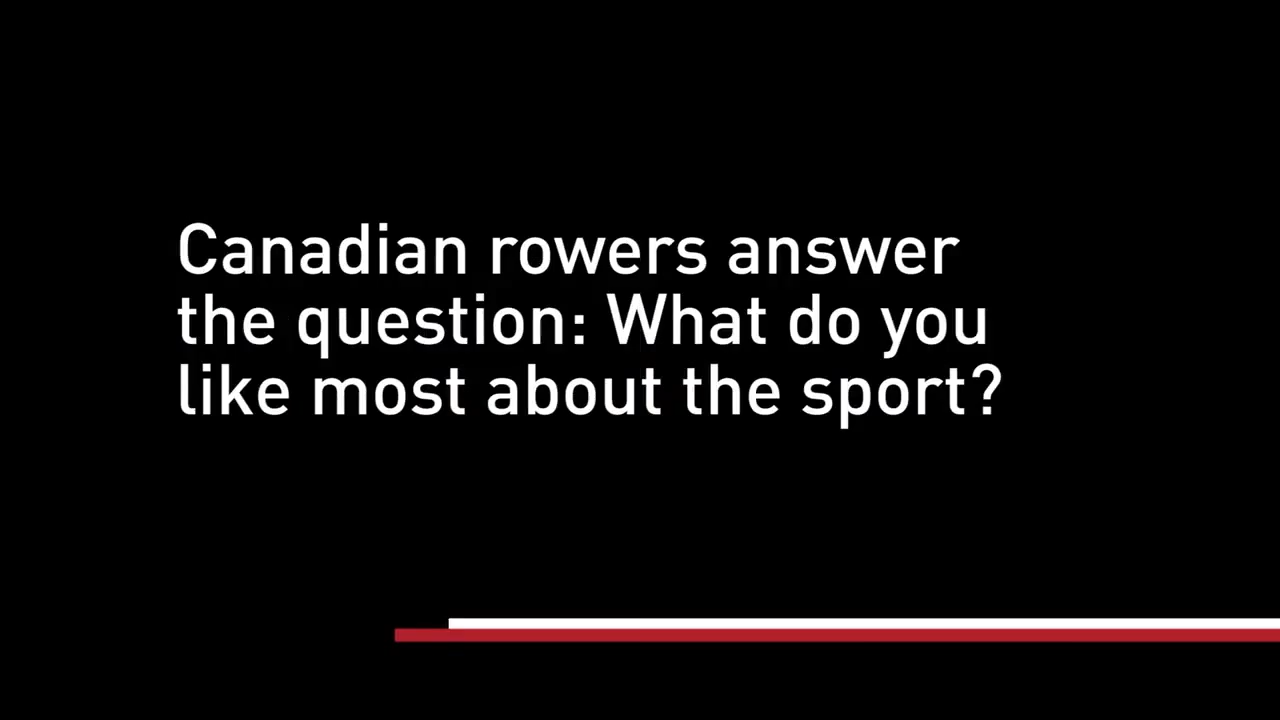 Canadian rowers answer
the question: What do you
like most about the sport?